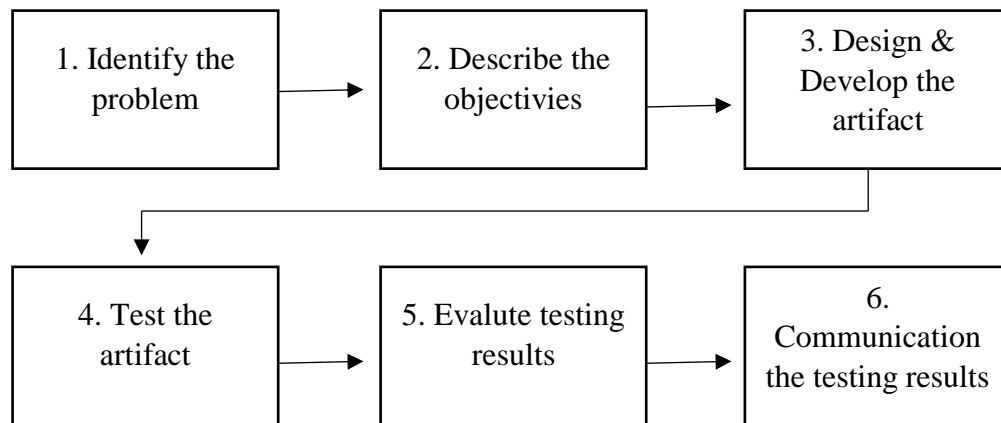 1. Identify the
problem
2. Describe the
objectivies
3. Design &
Develop the
artifact
4. Test the
artifact
5. Evalute testing
results
6.
Communication
the testing results